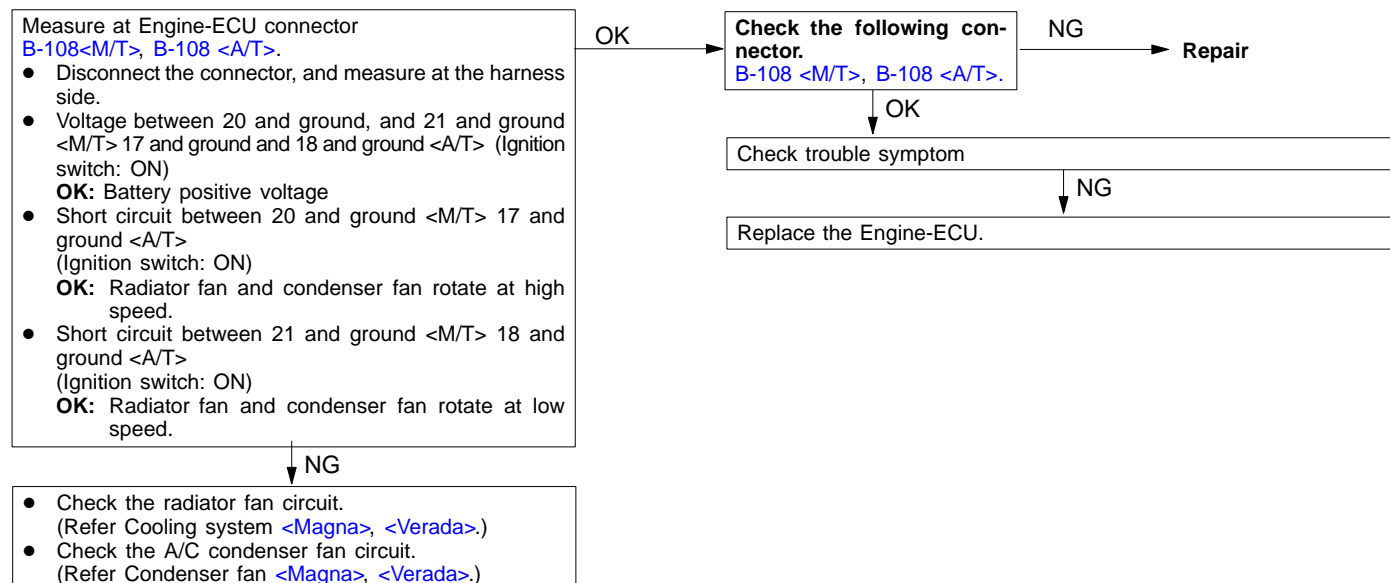 Measure at Engine-ECU connector
B-108<M/T>, B-108 <A/T>.
● Disconnect the connector, and measure at the harness
side.
● Voltage between 20 and ground, and 21 and ground
<M/T> 17 and ground and 18 and ground <A/T> (Ignition
switch: ON)
OK: Battery positive voltage
● Short circuit between 20 and ground <M/T> 17 and
ground <A/T>
(Ignition switch: ON)
OK: Radiator fan and condenser fan rotate at high
speed.
● Short circuit between 21 and ground <M/T> 18 and
ground <A/T>
(Ignition switch: ON)
OK: Radiator fan and condenser fan rotate at low
speed.
NG
● Check the radiator fan circuit.
(Refer Cooling system <Magna>, <Verada>.)
● Check the A/C condenser fan circuit.
(Refer Condenser fan <Magna>, <Verada>.)
OK
Check the following con-
nector.
B-108 <M/T>, B-108 <A/T>.
NG
Repair
OK
Check trouble symptom
NG
Replace the Engine-ECU.